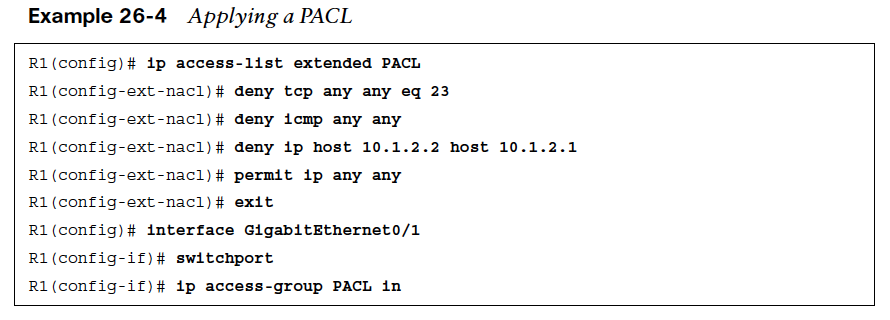 Example 26-4 Applying a PACL
R1(config)# ip access-list extended PACL
R1(config-ext-nacl)# deny tcp any any eq 23
R1(config-ext-nacl)# deny icmp any any
R1(config-ext-nacl)# deny ip host 10.1.2.2 host 10.1.2.1
R1(config-ext-nacl)# permit ip any any
R1(config-ext-nacl)# exit
R1(config)# interface GigabitEthernet0/1
R1(config-if)# switchport
R1(config-if)# ip access-group PACL in